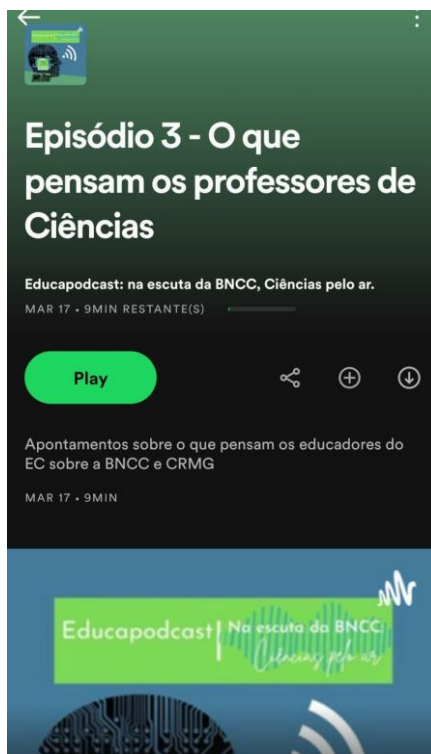 Episódio 3 - O que
pensam os professores de
Ciências
Educapodcast: na escuta da BNCC, Ciências pelo ar.
MAR 17 • 9MIN RESTANTE(S)
Play
Apontamentos sobre o que pensam os educadores do
EC sobre a BNCC e CRMG
MAR 17 • 9MIN
Educapodcast| Na escuta da BNCC,
Ciências pelo ar